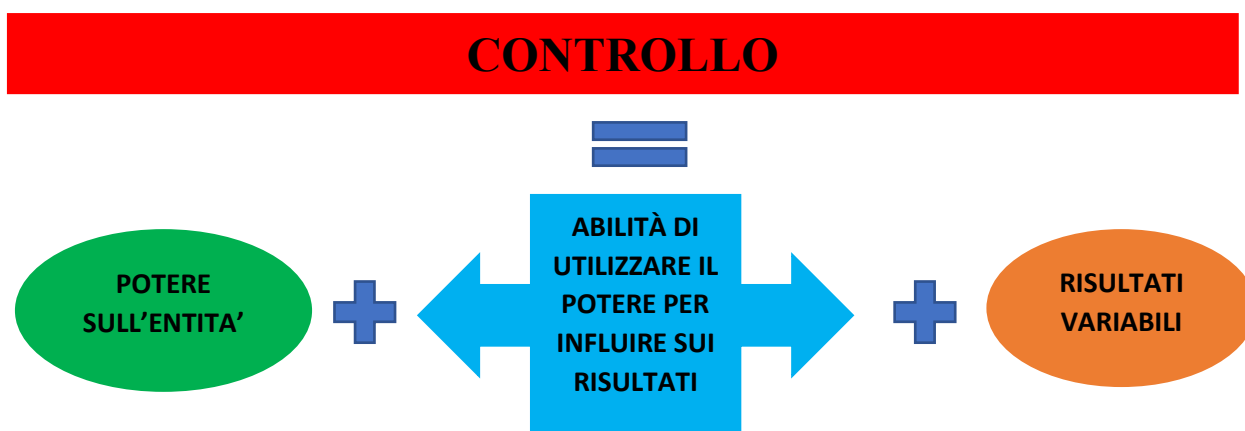 CONTROLLO
POTERE
SULL’ENTITA’
ABILITÀ DI
UTILIZZARE IL
POTERE PER
INFLUIRE SUI
RISULTATI
RISULTATI
VARIABILI